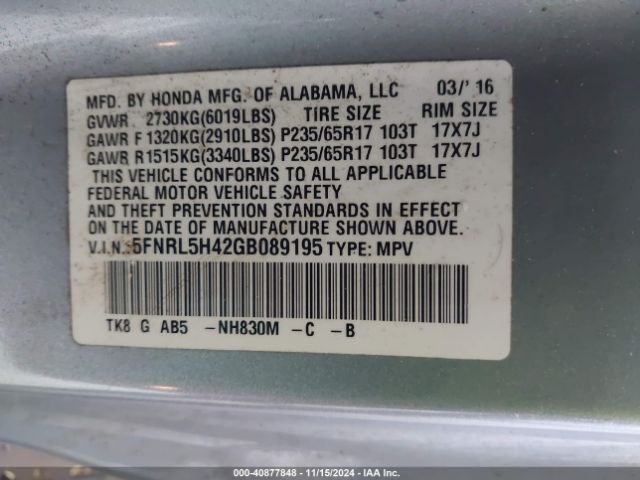 MFD. BY HONDA MFG. OF ALABAMA, LLC 03/'16
GVWR 2730KG(6019LBS) TIRE SIZE RIM SIZE
GAWR F1320KG(2910LBS) P235/65R17 103T 17X7J
GAWR R1515KG(3340LBS) P235/65R17 103T 17X7J
THIS VEHICLE CONFORMS TO ALL APPLICABLE
FEDERAL MOTOR VEHICLE SAFETY
AND THEFT PREVENTION STANDARDS IN EFFECT
ON THE DATE OF MANUFACTURE SHOWN ABOVE.
V.I.N.:5FNRL5H42GB089195 TYPE: MPV
TK8 G AB5 -NH830M -C -B
000-40877848 - 11/15/2024 - IAA Inc.